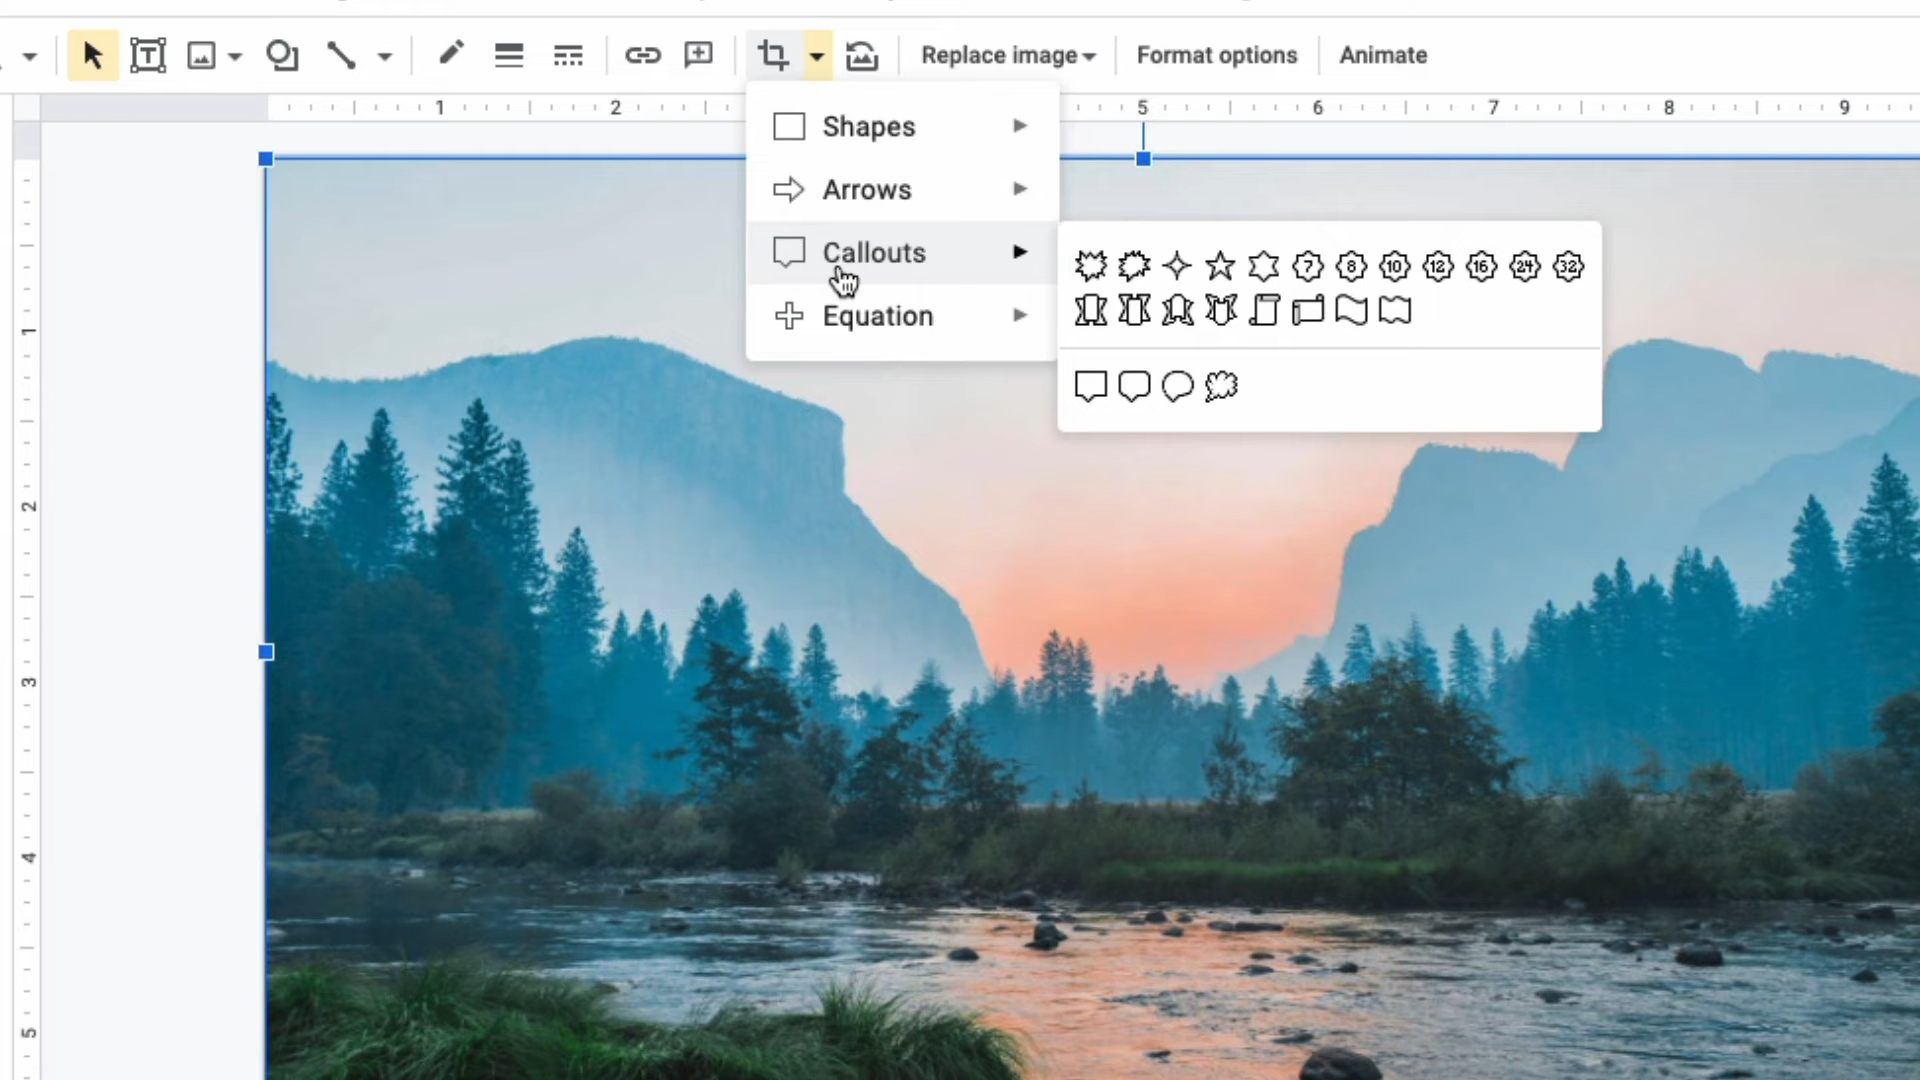 Replace image Format options Animate
1 2 5 6 7 8 9
Shapes
Arrows
Callouts
Equation
7 8 10 12 16 24 32
1
2
3
4
5